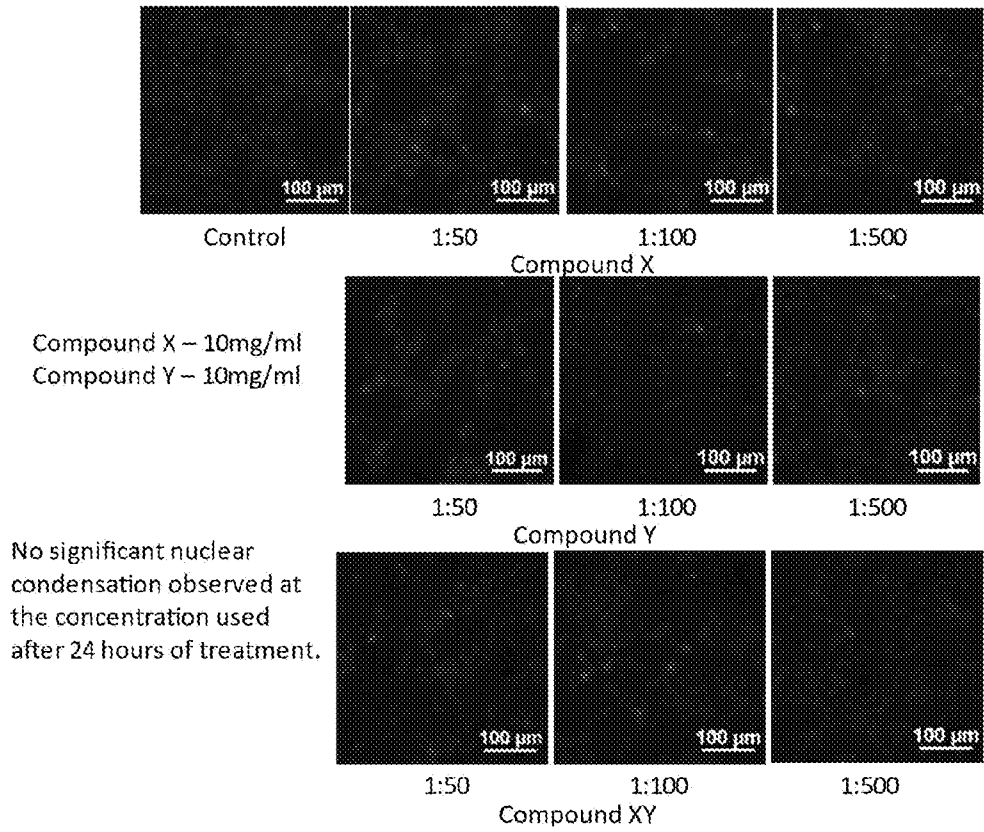 100 µm
100 µm
100 µm
100 µm
Control
1:50
1:100
1:500
Compound X
Compound X – 10mg/ml
Compound Y – 10mg/ml
100 µm
100 µm
100 µm
1:50
1:100
1:500
Compound Y
No significant nuclear
condensation observed at
the concentration used
after 24 hours of treatment.
100 µm
100 µm
100 µm
1:50
1:100
1:500
Compound XY